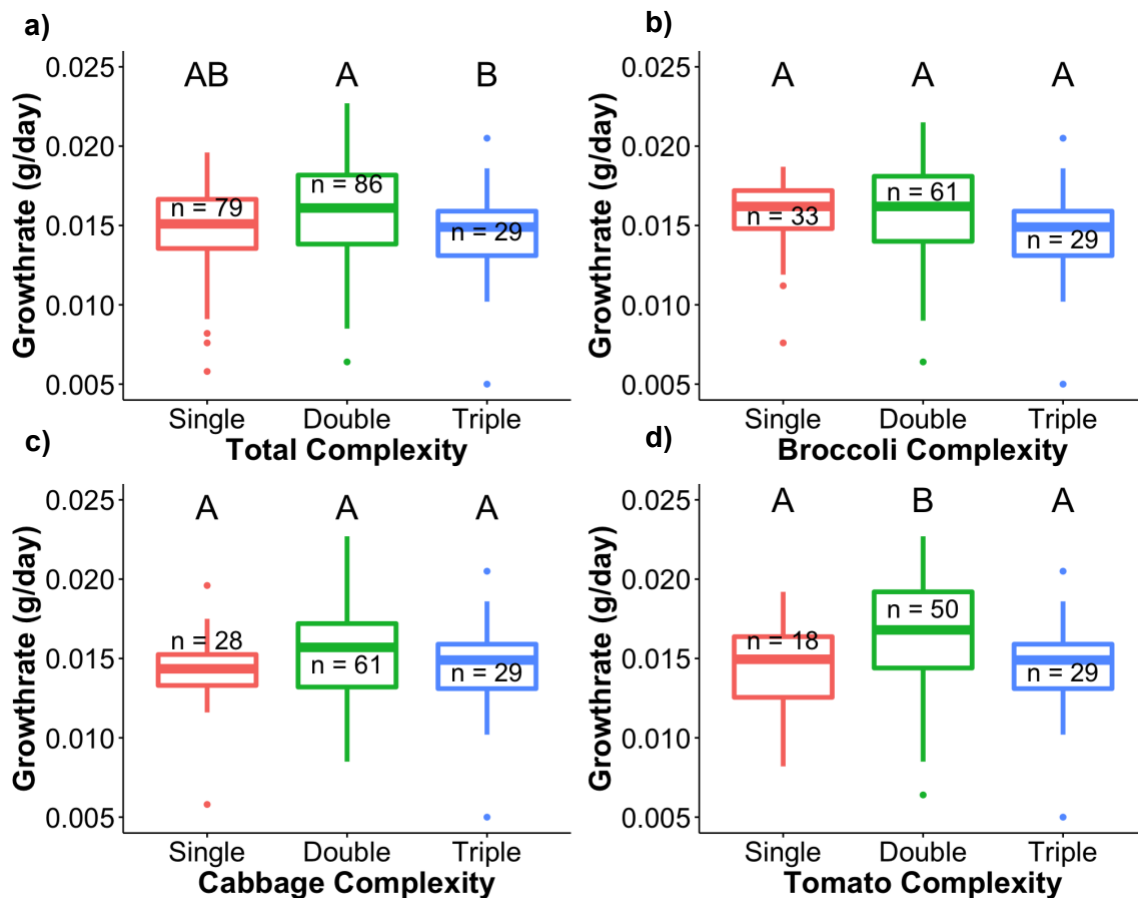 a)
Growthrate (g/day)
0.025
0.020
0.015
0.010
0.005
AB A B
n = 79
n = 86
n = 29
Single Double Triple
Total Complexity
b)
Growthrate (g/day)
0.025
0.020
0.015
0.010
0.005
A A A
n = 33
n = 61
n = 29
Single Double Triple
Broccoli Complexity
c)
Growthrate (g/day)
0.025
0.020
0.015
0.010
0.005
A A A
n = 28
n = 61
n = 29
Single Double Triple
Cabbage Complexity
d)
Growthrate (g/day)
0.025
0.020
0.015
0.010
0.005
A B A
n = 18
n = 50
n = 29
Single Double Triple
Tomato Complexity